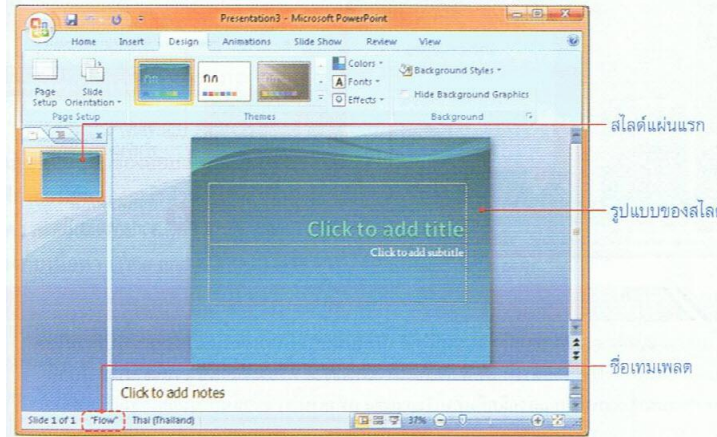 Presentation3 - Microsoft PowerPoint
Home Insert Design Animations Slide Show Review View
Page Setup
Slide Orientation
Colors
Fonts
Effects
Background Styles
Hide Background Graphics
Page Setup Themes Background
สไลด์แผ่นแรก
1
รูปแบบของสไล
Click to add title
Click to add subtitle
ชื่อเทมเพลต
Click to add notes
Slide 1 of 1 "Flow" Thai (Thailand) 37%